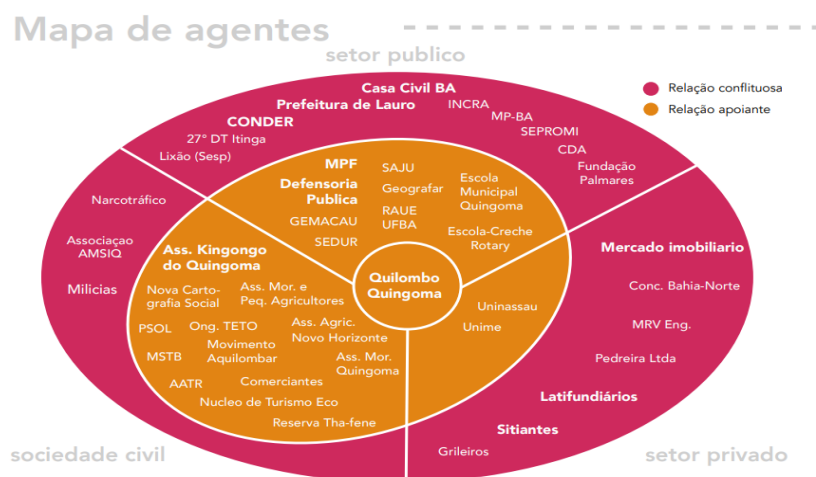 Mapa de agentes
setor publico
Relação conflituosa
Relação apoiante
Casa Civil BA
Prefeitura de Lauro
CONDER
27° DT Itinga
Lixão (Sesp)
INCRA
MP-BA
SEPROMI
CDA
Fundação
Palmares
MPF
Defensoria
Publica
GEMACAU
SEDUR
SAJU
Geografar
RAUE
UFBA
Escola
Municipal
Quingoma
Escola-Creche
Rotary
Narcotráfico
Associaçao
AMSIQ
Milicias
Ass. Kingongo
do Quingoma
Nova Carto-
grafia Social
Ass. Mor. e
Peq. Agricultores
PSOL
Ong. TETO
Ass. Agric.
Novo Horizonte
MSTB
Movimento
Aquilombar
Ass. Mor.
Quingoma
AATR
Comerciantes
Nucleo de Turismo Eco
Reserva Tha-fene
Quilombo
Quingoma
Uninassau
Unime
Mercado imobiliario
Conc. Bahia-Norte
MRV Eng.
Pedreira Ltda
Latifundiários
Sitiantes
Grileiros
sociedade civil
setor privado